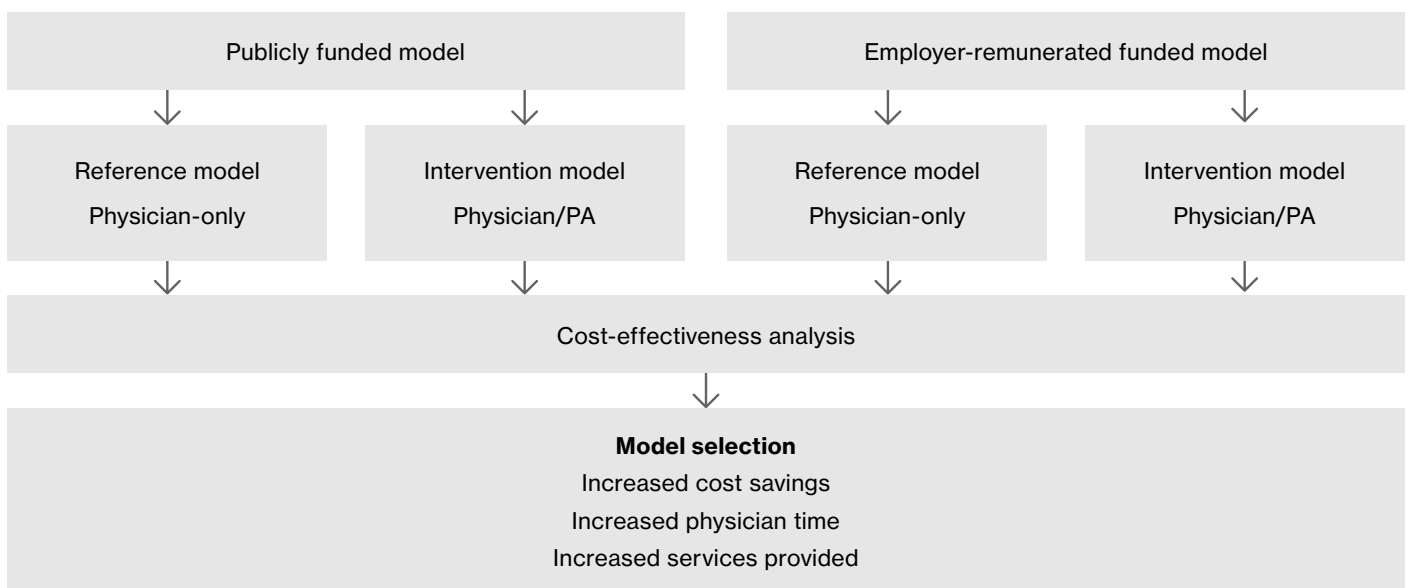 Publicly funded model
Employer-remunerated funded model
Reference model
Physician-only
Intervention model
Physician/PA
Reference model
Physician-only
Intervention model
Physician/PA
Cost-effectiveness analysis
Model selection
Increased cost savings
Increased physician time
Increased services provided